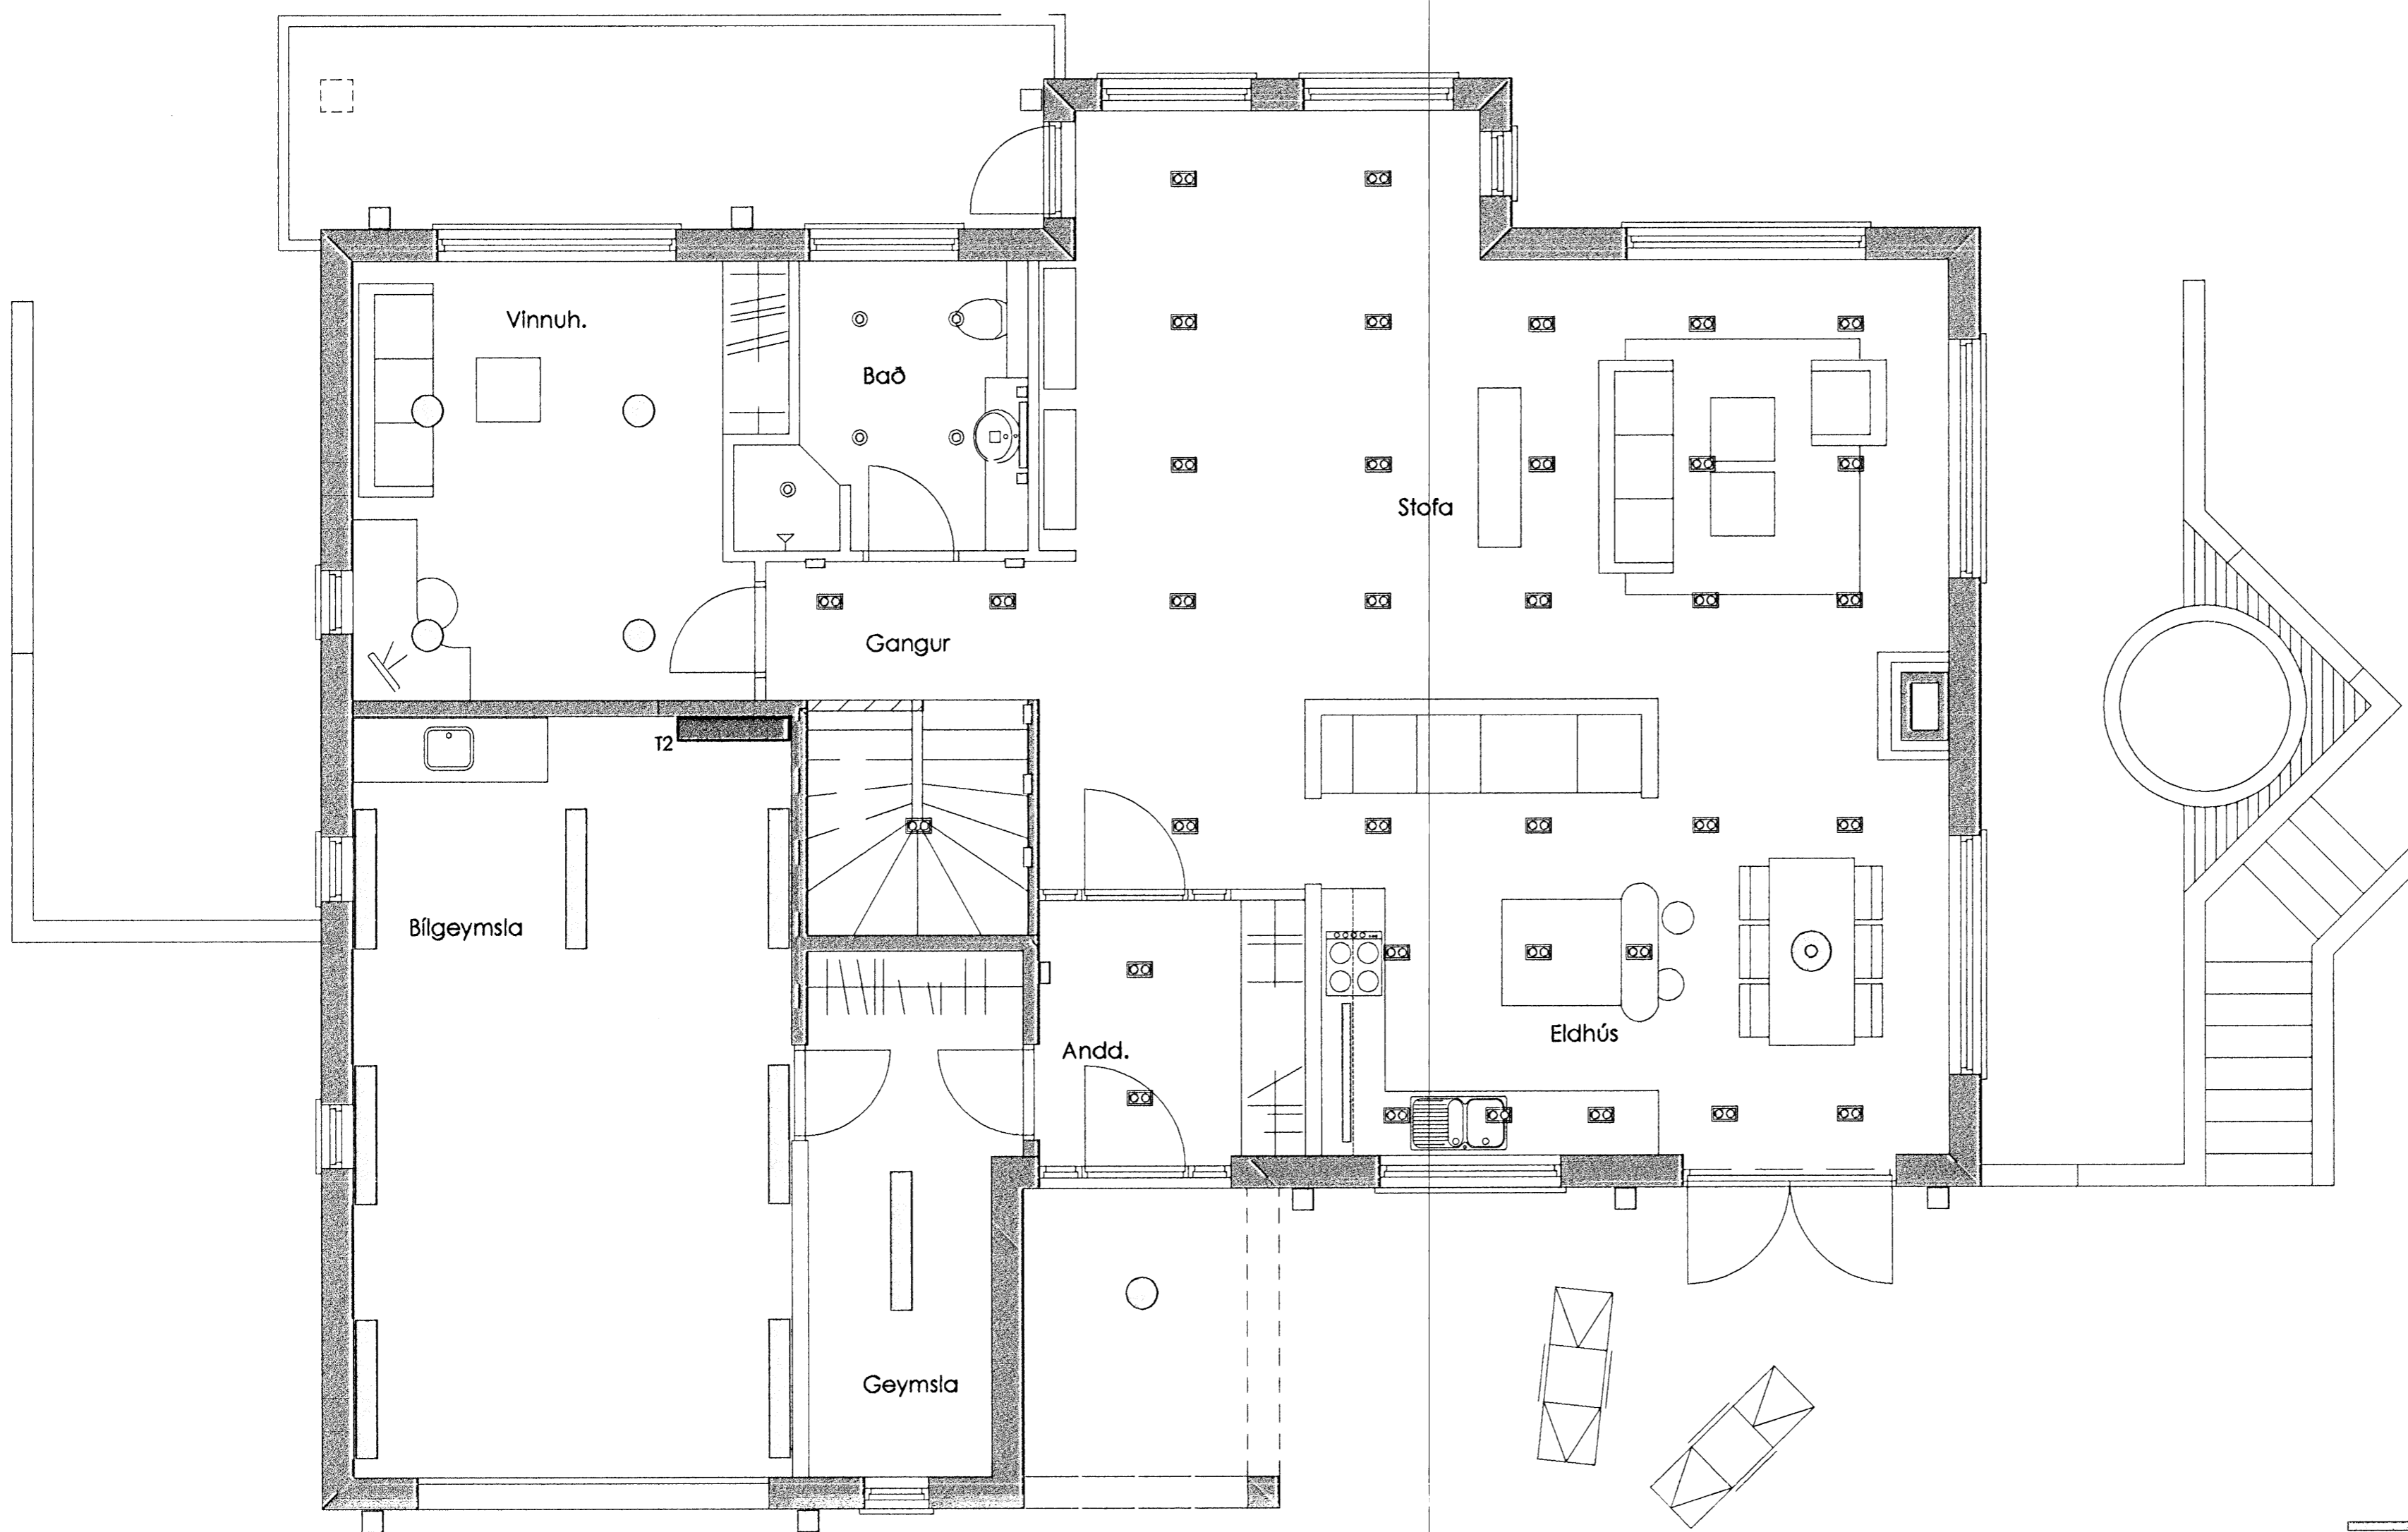 Vinnuh.
Bað
Stofa
Gangur
T2
Bílgeymsla
Andd.
Eldhús
Geymsla